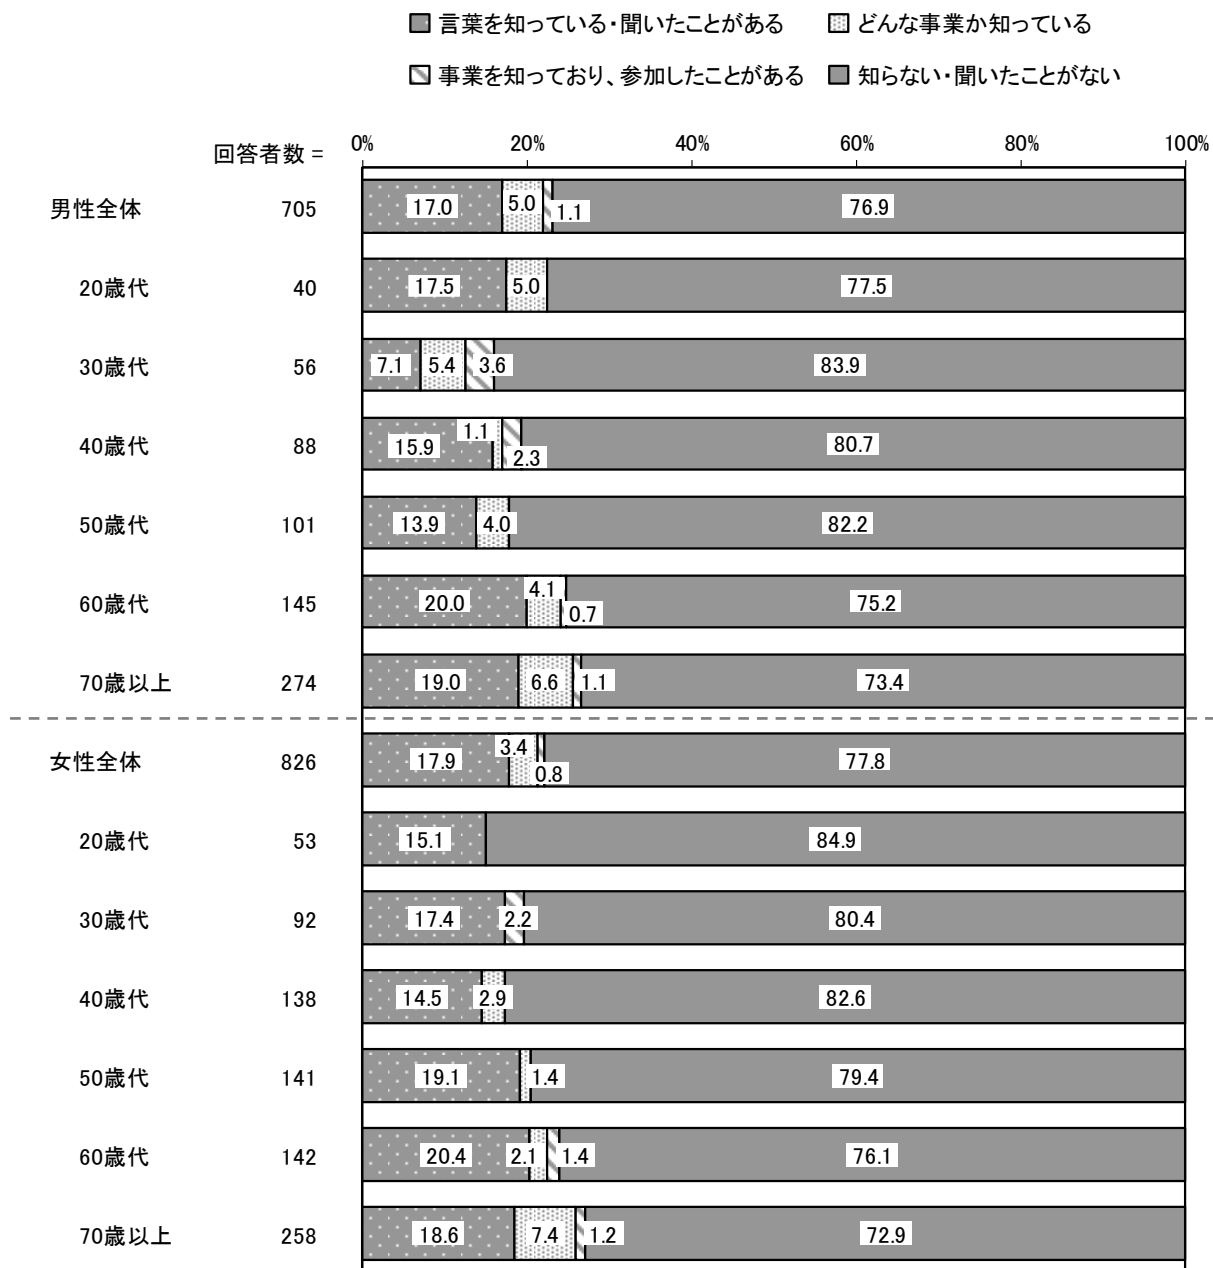 言葉を知っている・聞いたことがある どんな事業か知っている
事業を知っており、参加したことがある 知らない・聞いたことがない
回答者数 = 0% 20% 40% 60% 80% 100%
男性全体 705 17.0 5.0 1.1 76.9
20歳代 40 17.5 5.0 77.5
30歳代 56 7.1 5.4 3.6 83.9
40歳代 88 15.9 1.1 2.3 80.7
50歳代 101 13.9 4.0 82.2
60歳代 145 20.0 4.1 0.7 75.2
70歳以上 274 19.0 6.6 1.1 73.4
女性全体 826 17.9 3.4 0.8 77.8
20歳代 53 15.1 84.9
30歳代 92 17.4 2.2 80.4
40歳代 138 14.5 2.9 82.6
50歳代 141 19.1 1.4 79.4
60歳代 142 20.4 2.1 1.4 76.1
70歳以上 258 18.6 7.4 1.2 72.9